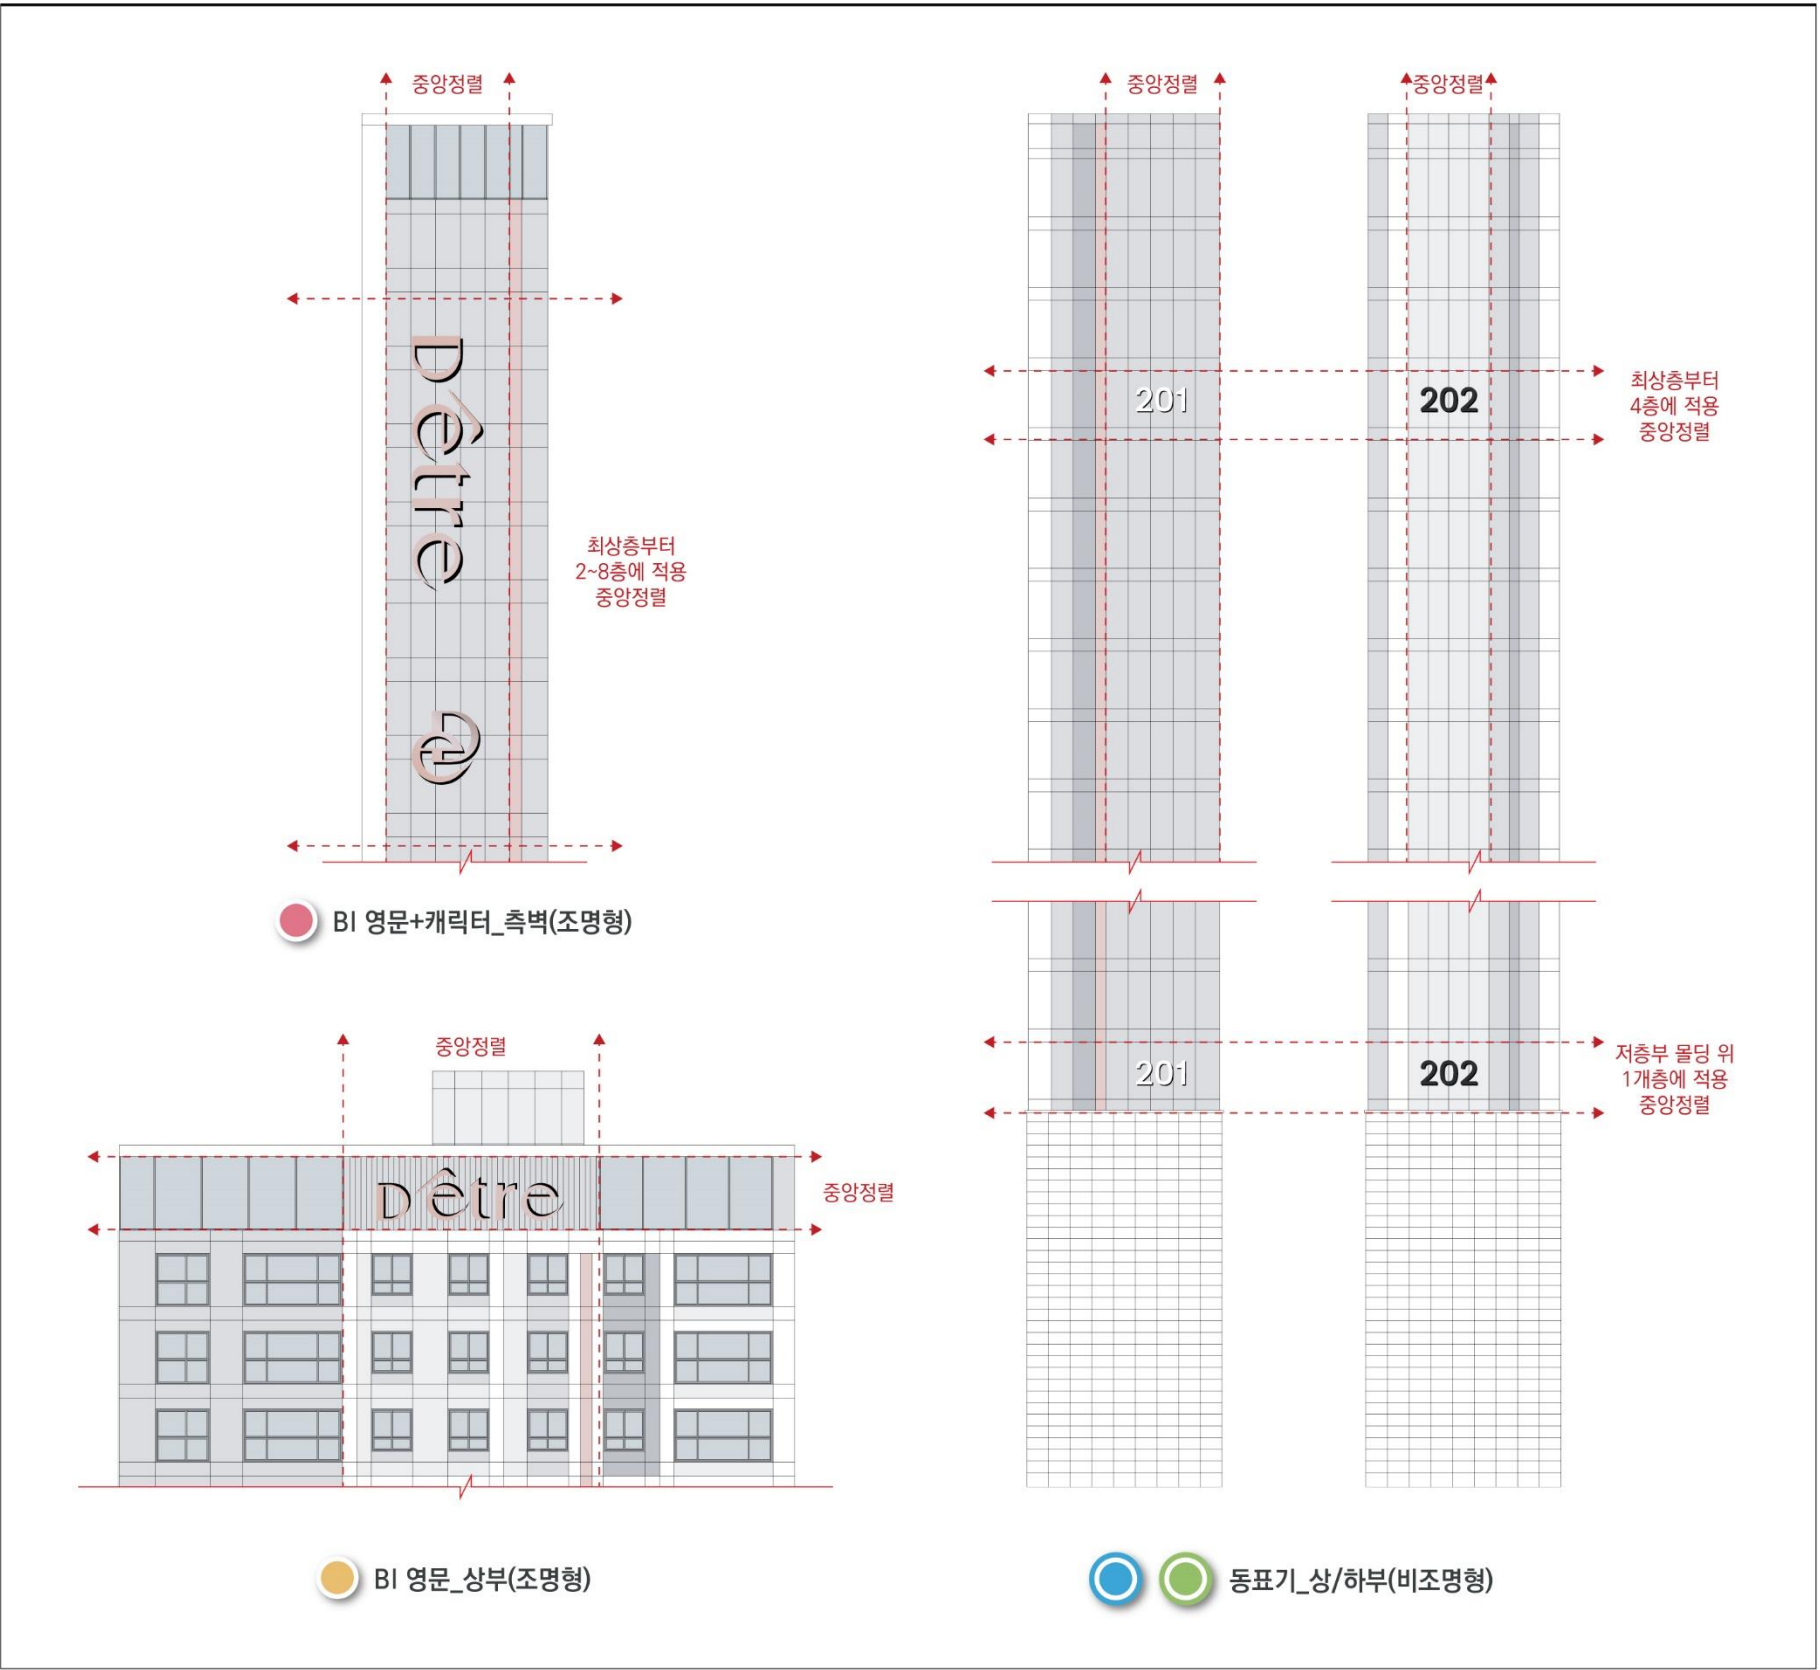 중앙정렬
D'être
최상층부터
2~8층에 적용
중앙정렬
BI 영문+캐릭터_측벽(조명형)
중앙정렬
D'être
중앙정렬
BI 영문_상부(조명형)
중앙정렬
중앙정렬
201
202
최상층부터
4층에 적용
중앙정렬
201
202
저층부 몰딩 위
1개층에 적용
중앙정렬
동표기_상/하부(비조명형)